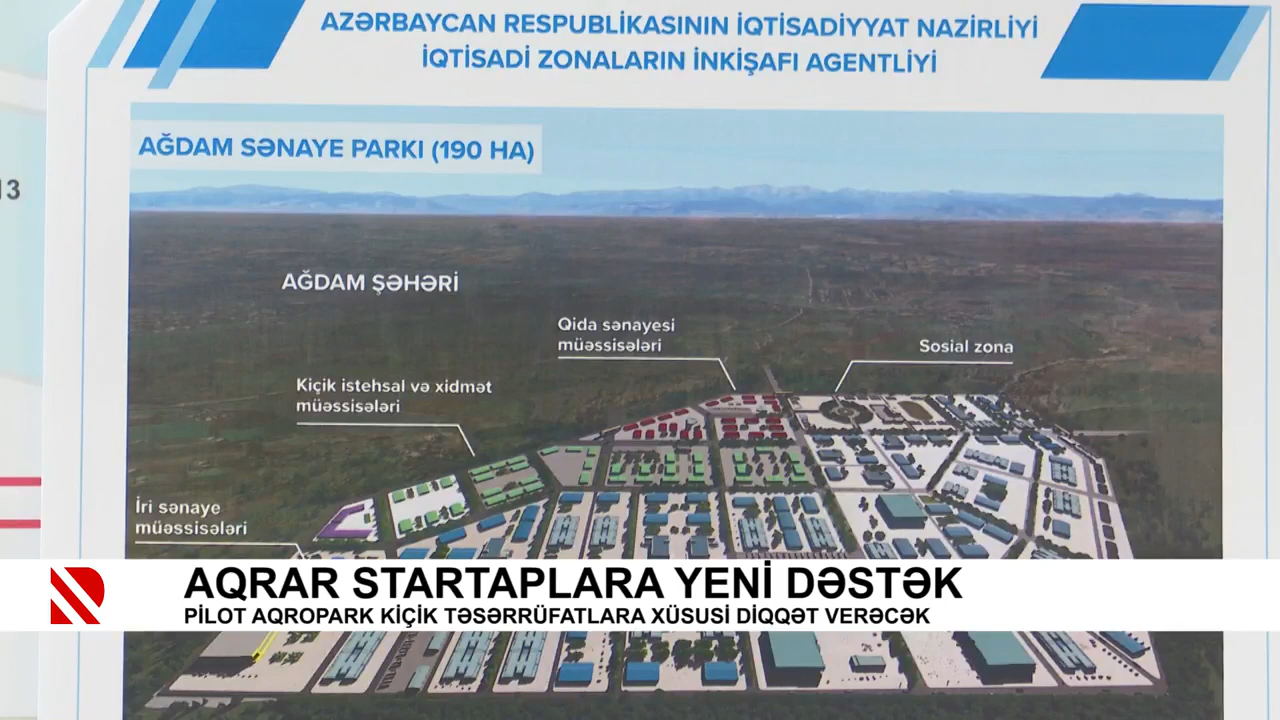 AZƏRBAYCAN RESPUBLİKASININ İQTİSADİYYAT NAZİRLİYİ
İQTİSADİ ZONALARIN İNKİŞAFI AGENTLİYİ
AĞDAM SƏNAYE PARKI (190 HA)
13
AĞDAM ŞƏHƏRİ
Qida sənayesi
müəssisələri
Sosial zona
Kiçik istehsal və xidmət
müəssisələri
İri sənaye
müəssisələri
AQRAR STARTAPLARA YENİ DƏSTƏK
PİLOT AQROPARK KİÇİK TƏSƏRRÜFATLARA XÜSUSİ DİQQƏT VERƏCƏK